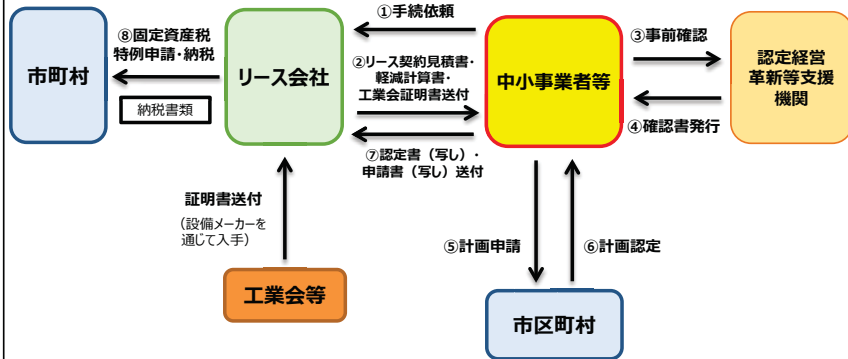 ①手続依頼
⑧固定資産税
特例申請・納税
③事前確認
市町村
リース会社
②リース契約見積書・
軽減計算書・
工業会証明書送付
中小事業者等
認定経営
革新等支援
機関
納税書類
④確認書発行
⑦認定書（写し）・
申請書（写し）送付
証明書送付
（設備メーカーを
通じて入手）
⑤計画申請
⑥計画認定
工業会等
市区町村